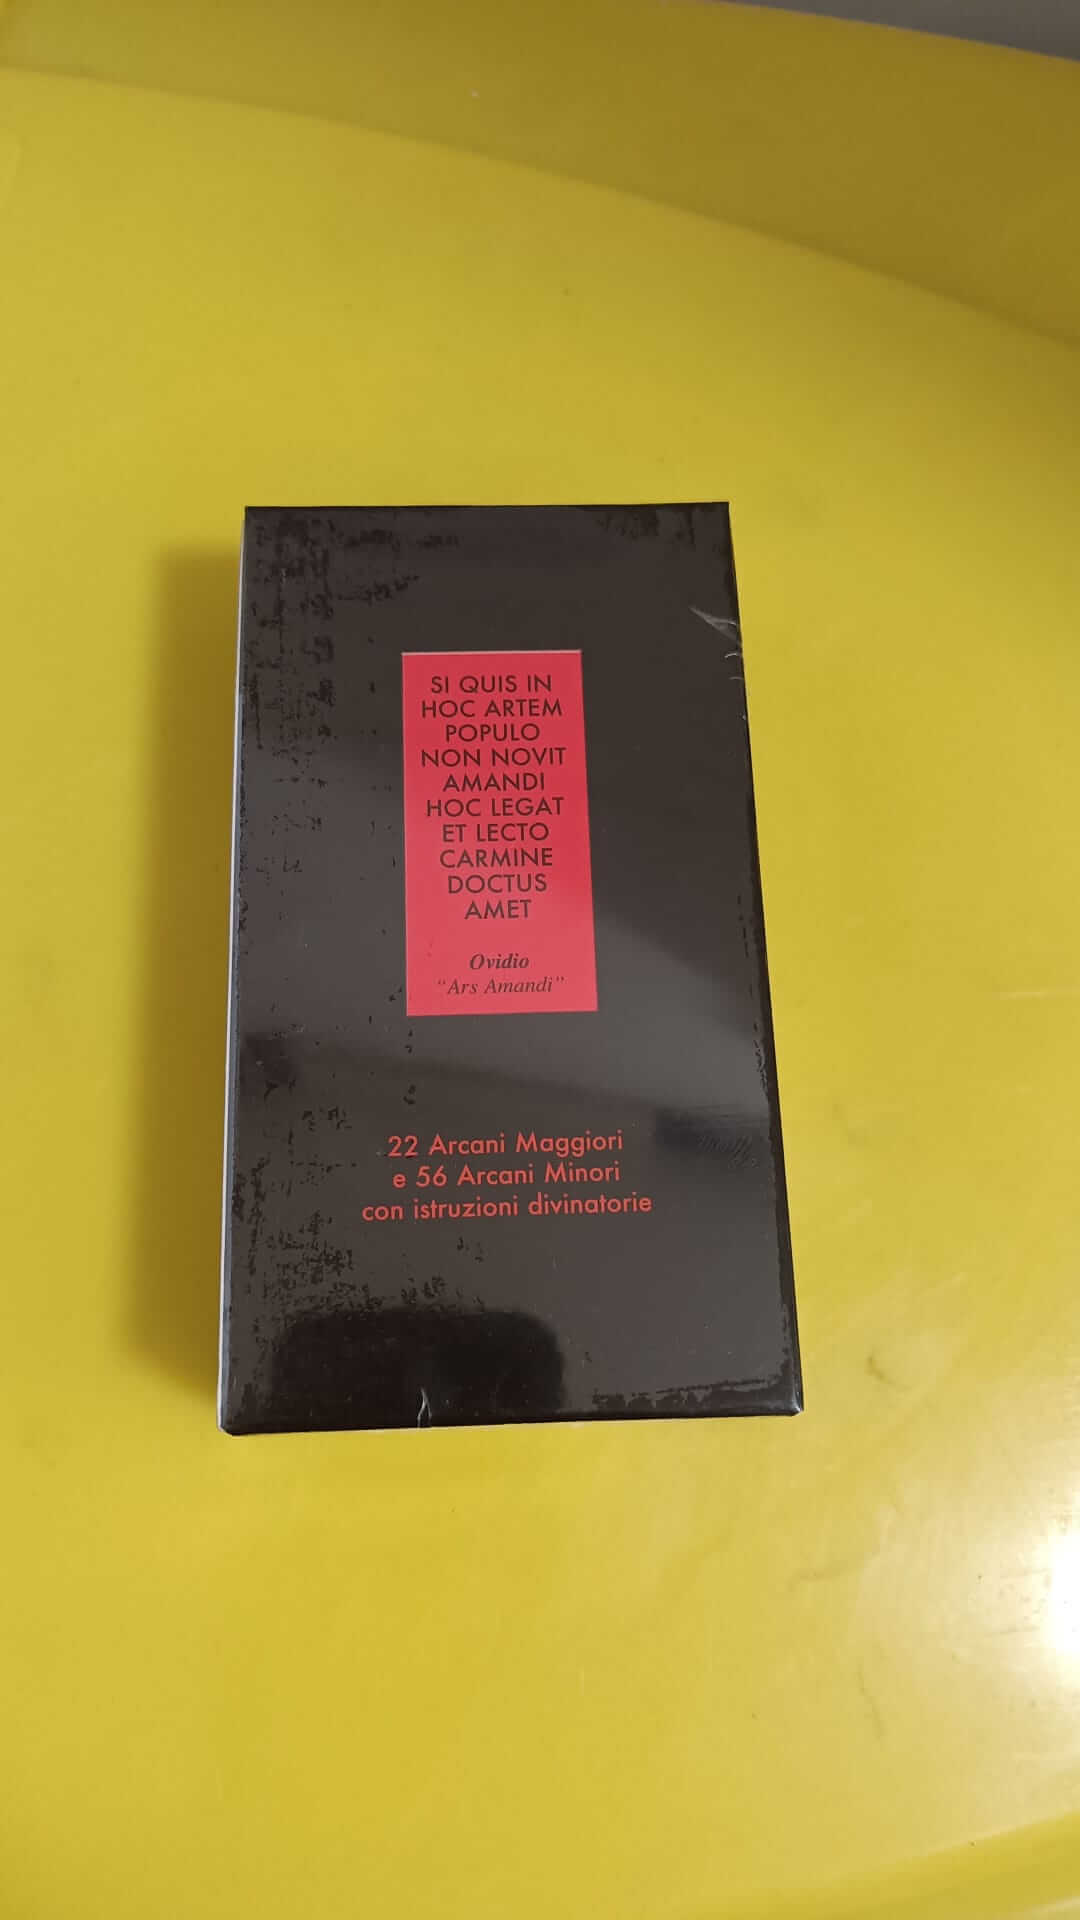 SI QUIS IN
HOC ARTEM
POPULO
NON NOVIT
AMANDI
HOC LEGAT
ET LECTO
CARMINE
DOCTUS
AMET
Ovidio
“Ars Amandi”
22 Arcani Maggiori
e 56 Arcani Minori
con istruzioni divinatorie